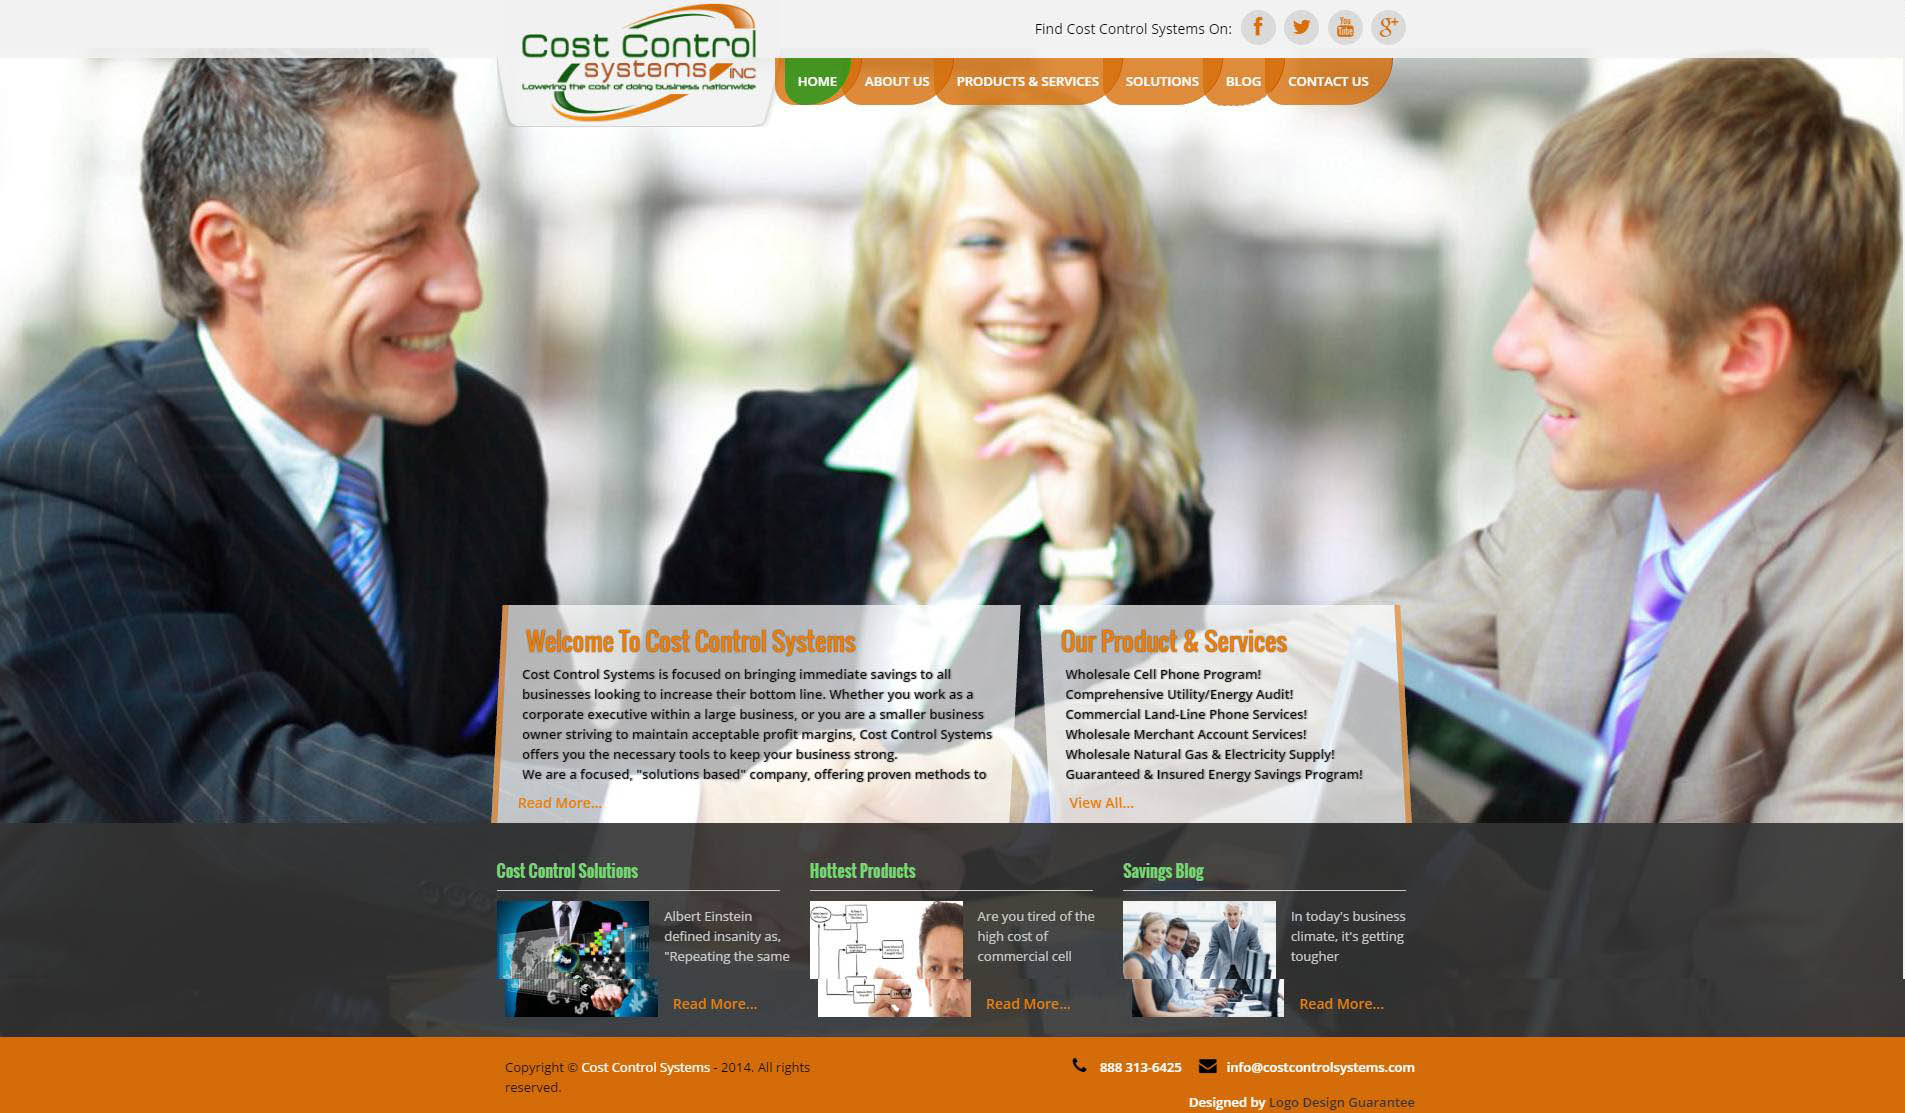 Cost Control
systems INC
Lowering the cost of doing business nationwide
Find Cost Control Systems On:
f
You
Tube
g+
HOME
ABOUT US
PRODUCTS & SERVICES
SOLUTIONS
BLOG
CONTACT US
Welcome To Cost Control Systems
Cost Control Systems is focused on bringing immediate savings to all
businesses looking to increase their bottom line. Whether you work as a
corporate executive within a large business, or you are a smaller business
owner striving to maintain acceptable profit margins, Cost Control Systems
offers you the necessary tools to keep your business strong.
We are a focused, "solutions based" company, offering proven methods to
Read More...
Our Product & Services
Wholesale Cell Phone Program!
Comprehensive Utility/Energy Audit!
Commercial Land-Line Phone Services!
Wholesale Merchant Account Services!
Wholesale Natural Gas & Electricity Supply!
Guaranteed & Insured Energy Savings Program!
View All...
Cost Control Solutions
Albert Einstein
defined insanity as,
"Repeating the same
Read More...
Hottest Products
Are you tired of the
high cost of
commercial cell
Read More...
Savings Blog
In today's business
climate, it's getting
tougher
Read More...
Copyright © Cost Control Systems - 2014. All rights
reserved.
888 313-6425
info@costcontrolsystems.com
Designed by Logo Design Guarantee